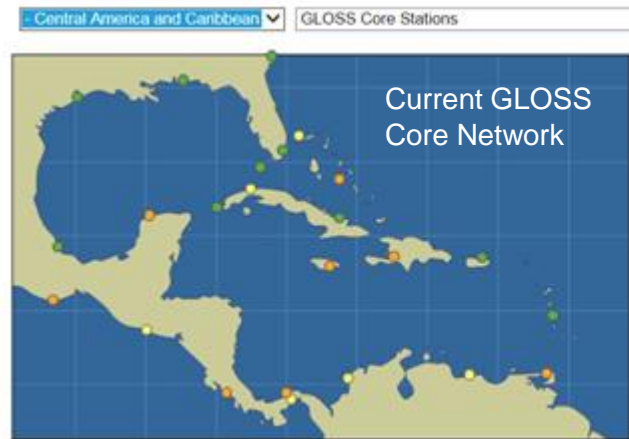 - Central America and Caribbean
GLOSS Core Stations
Current GLOSS
Core Network